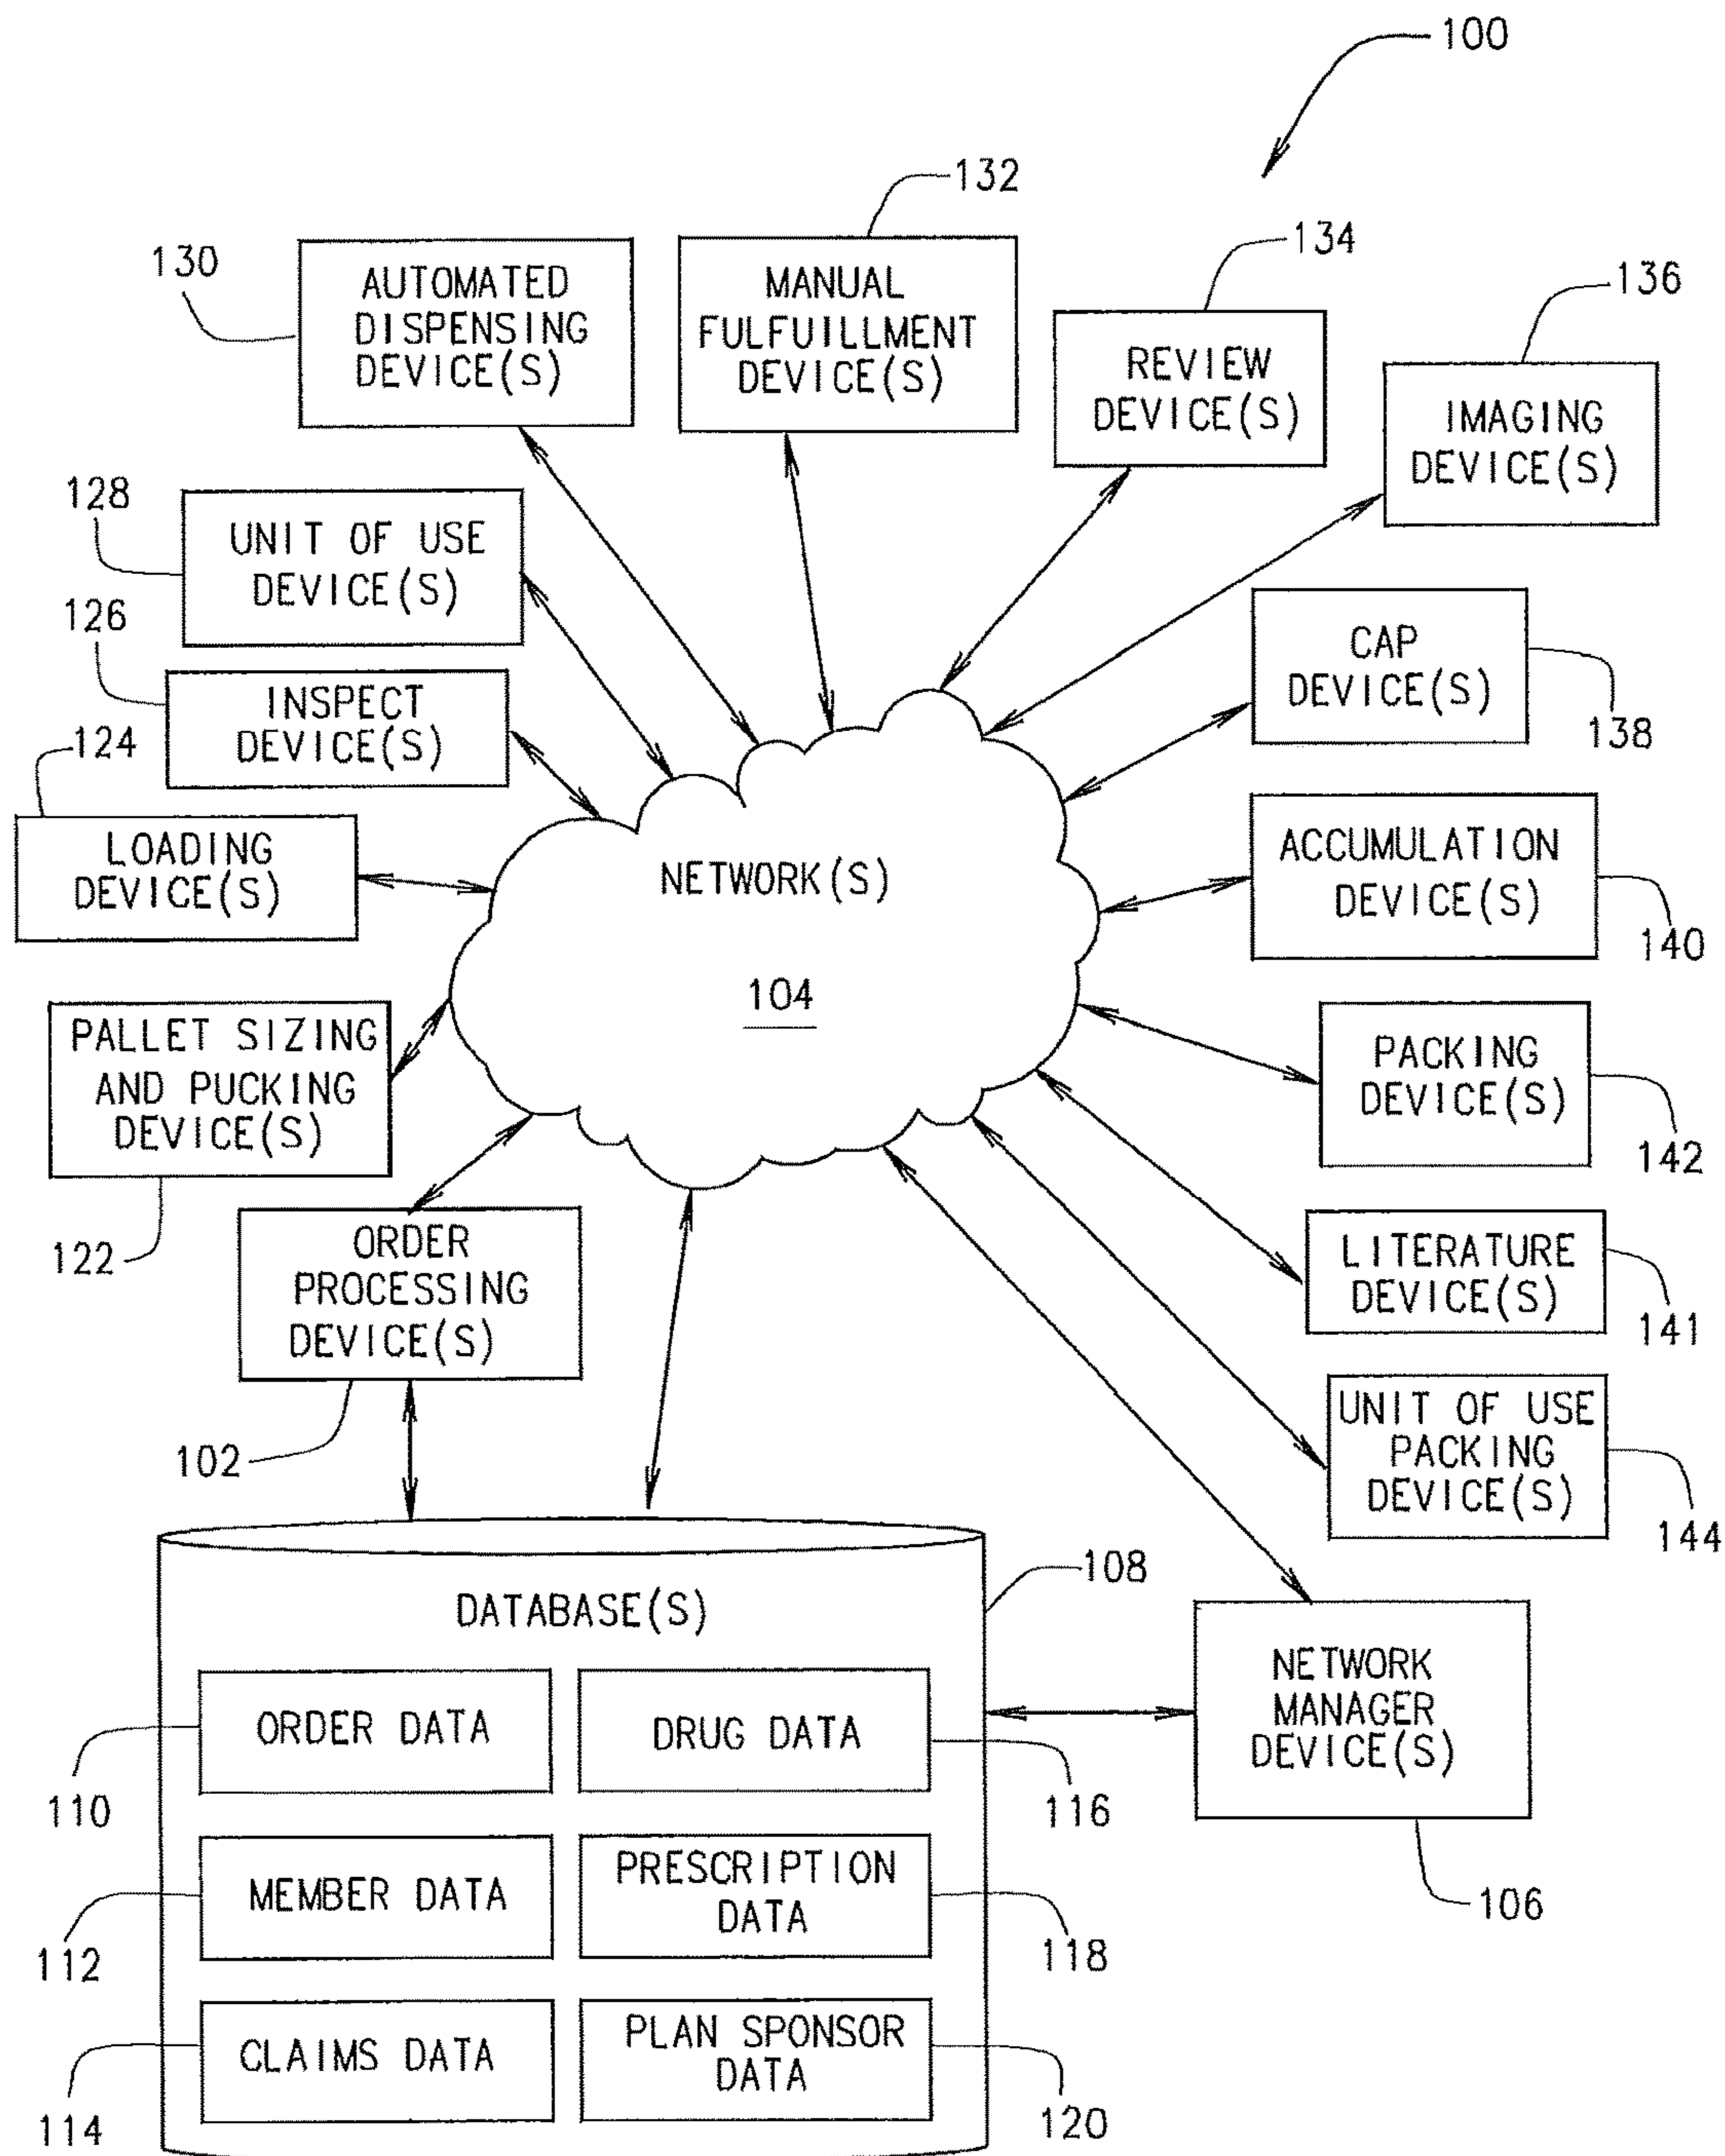 100
132
130
AUTOMATED
DISPENSING
DEVICE(S)
MANUAL
FULFUILLMENT
DEVICE(S)
134
REVIEW
DEVICE(S)
136
IMAGING
DEVICE(S)
128
UNIT OF USE
DEVICE(S)
126
INSPECT
DEVICE(S)
CAP
DEVICE(S)
138
124
LOADING
DEVICE(S)
NETWORK(S)
104
ACCUMULATION
DEVICE(S)
140
PALLET SIZING
AND PUCKING
DEVICE(S)
122
PACKING
DEVICE(S)
142
ORDER
PROCESSING
DEVICE(S)
102
LITERATURE
DEVICE(S)
141
UNIT OF USE
PACKING
DEVICE(S)
144
DATABASE(S)
108
ORDER DATA
110
DRUG DATA
116
NETWORK
MANAGER
DEVICE(S)
106
MEMBER DATA
112
PRESCRIPTION
DATA
118
CLAIMS DATA
114
PLAN SPONSOR
DATA
120